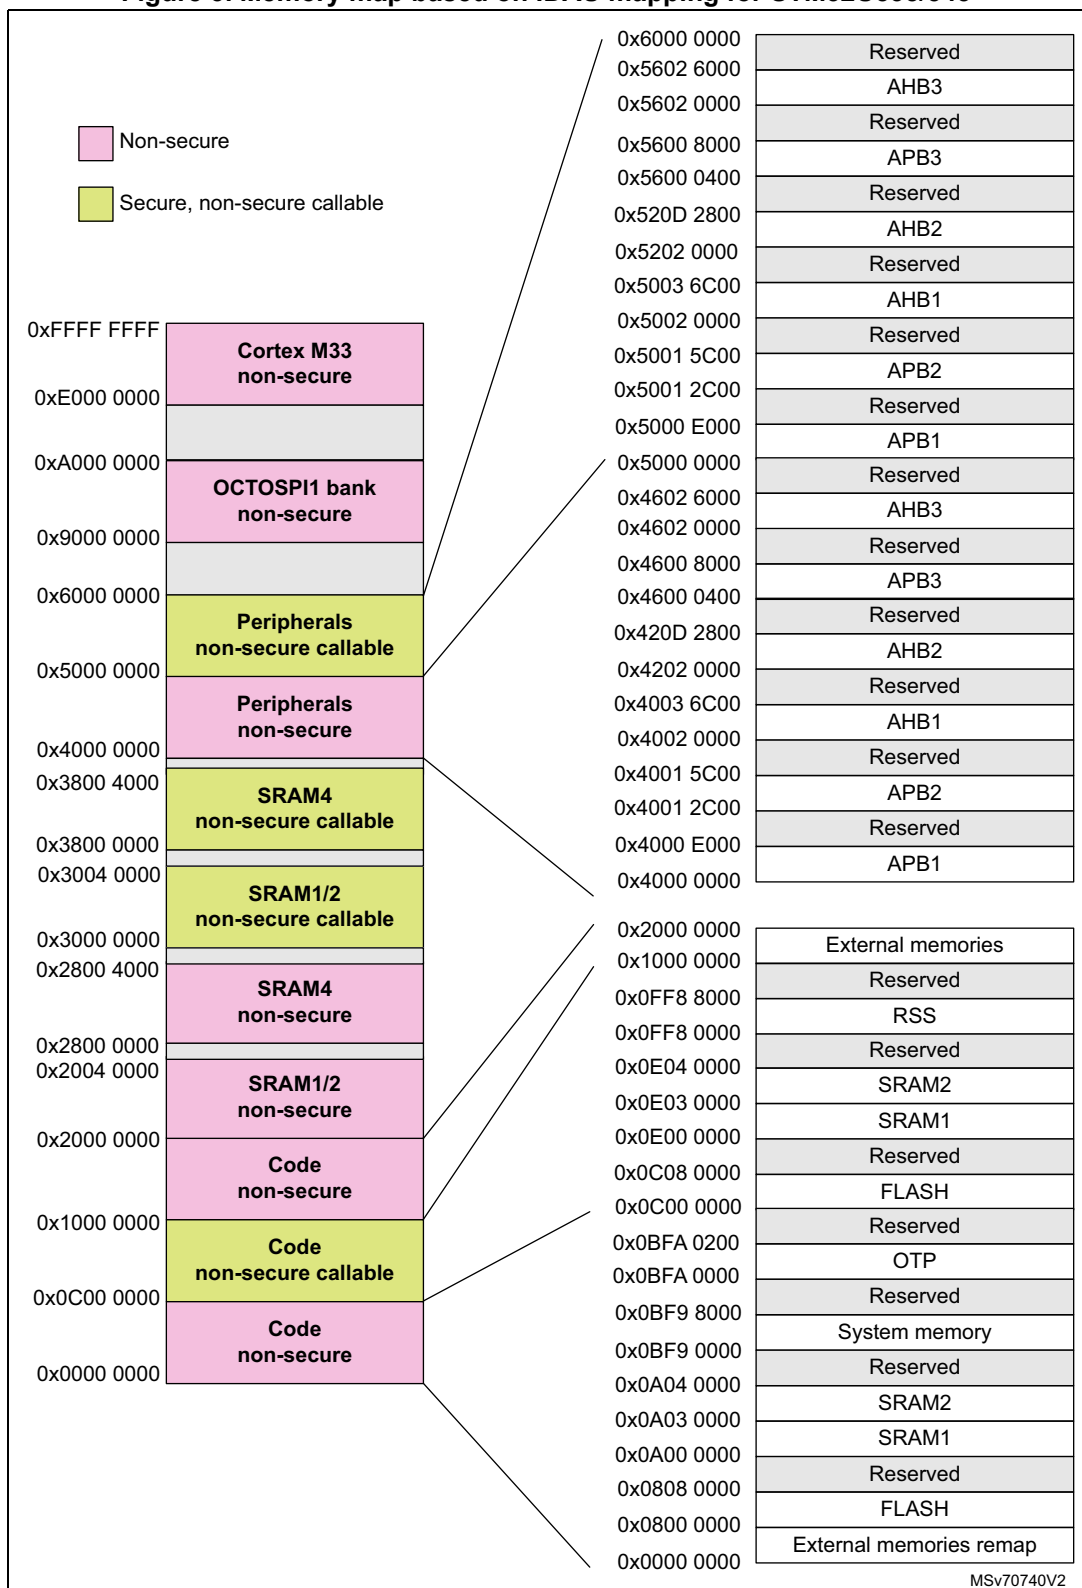 Figure Memory map based on mapping for
Non-secure
Secure, non-secure callable
0xFFFF FFFF
Cortex M33
non-secure
0xE000 0000
0xA000 0000
OCTOSPI1 bank
non-secure
0x9000 0000
0x6000 0000
Peripherals
non-secure callable
0x5000 0000
Peripherals
non-secure
0x4000 0000
0x3800 4000
SRAM4
non-secure callable
0x3800 0000
0x3004 0000
SRAM1/2
non-secure callable
0x3000 0000
0x2800 4000
SRAM4
non-secure
0x2800 0000
0x2004 0000
SRAM1/2
non-secure
0x2000 0000
Code
non-secure
0x1000 0000
Code
non-secure callable
0x0C00 0000
Code
non-secure
0x0000 0000
0x6000 0000
Reserved
0x5602 6000
AHB3
0x5602 0000
Reserved
0x5600 8000
APB3
0x5600 0400
Reserved
0x520D 2800
AHB2
0x5202 0000
Reserved
0x5003 6C00
AHB1
0x5002 0000
Reserved
0x5001 5C00
APB2
0x5001 2C00
Reserved
0x5000 E000
APB1
0x5000 0000
Reserved
0x4602 6000
AHB3
0x4602 0000
Reserved
0x4600 8000
APB3
0x4600 0400
Reserved
0x420D 2800
AHB2
0x4202 0000
Reserved
0x4003 6C00
AHB1
0x4002 0000
Reserved
0x4001 5C00
APB2
0x4001 2C00
Reserved
0x4000 E000
APB1
0x4000 0000
0x2000 0000
External memories
0x1000 0000
Reserved
0x0FF8 8000
RSS
0x0FF8 0000
Reserved
0x0E04 0000
SRAM2
0x0E03 0000
SRAM1
0x0E00 0000
Reserved
0x0C08 0000
FLASH
0x0C00 0000
Reserved
0x0BFA 0200
OTP
0x0BFA 0000
Reserved
0x0BF9 8000
System memory
0x0BF9 0000
Reserved
0x0A04 0000
SRAM2
0x0A03 0000
SRAM1
0x0A00 0000
Reserved
0x0808 0000
FLASH
0x0800 0000
External memories remap
0x0000 0000
MSv70740V2